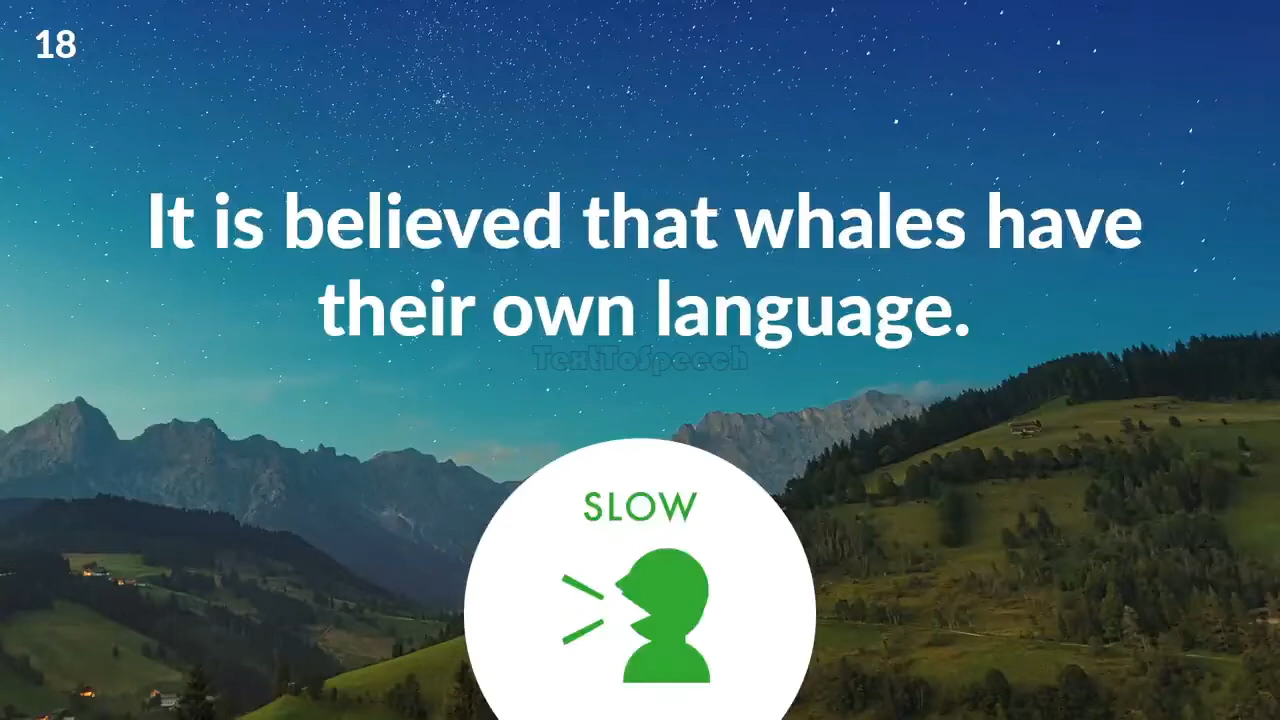 18
It is believed that whales have
their own language.
TextToSpeech
SLOW